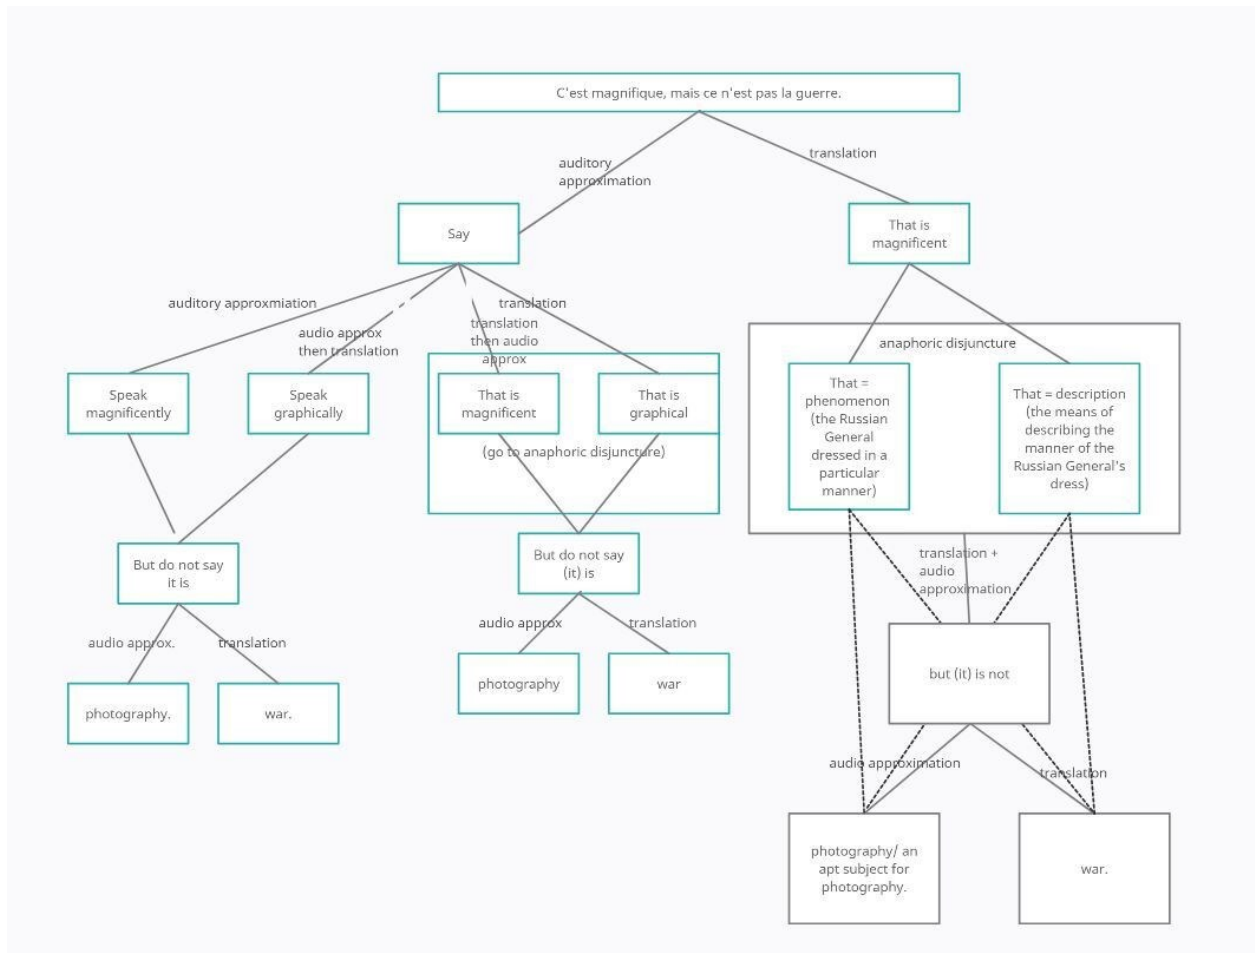 C'est magnifique, mais ce n'est pas la guerre.
auditory
approximation
translation
Say
That is
magnificent
auditory approxmiation
audio approx
then translation
translation
then audio
approx
translation
anaphoric disjuncture
Speak
magnificently
Speak
graphically
That is
magnificent
That is
graphical
(go to anaphoric disjuncture)
That =
phenomenon
(the Russian
General
dressed in a
particular
manner)
That = description
(the means of
describing the
manner of the
Russian General's
dress)
But do not say
it is
But do not say
(it) is
translation +
audio
approximation
audio approx.
translation
audio approx
translation
but (it) is not
photography.
war.
photography
war
audio approximation
translation
photography/ an
apt subject for
photography.
war.